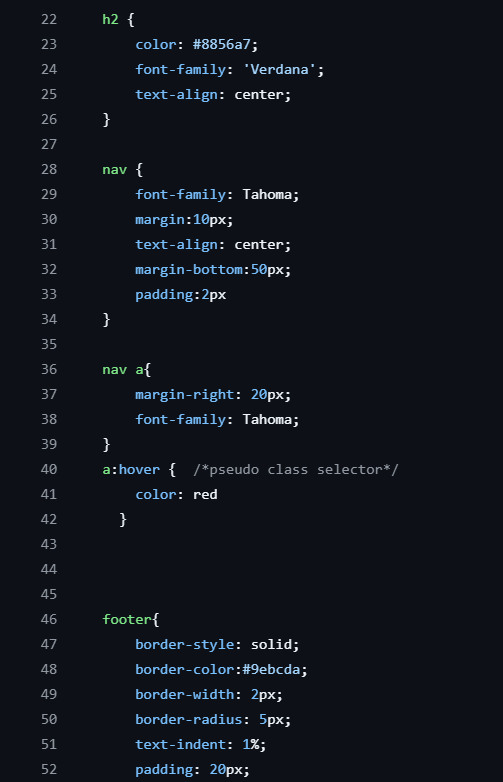 22 h2 {
23 color: #8856a7;
24 font-family: 'Verdana';
25 text-align: center;
26 }
27
28 nav {
29 font-family: Tahoma;
30 margin:10px;
31 text-align: center;
32 margin-bottom:50px;
33 padding:2px
34 }
35
36 nav a{
37 margin-right: 20px;
38 font-family: Tahoma;
39 }
40 a:hover {  /*pseudo class selector*/
41 color: red
42 }
43
44
45
46 footer{
47 border-style: solid;
48 border-color:#9ebcda;
49 border-width: 2px;
50 border-radius: 5px;
51 text-indent: 1%;
52 padding: 20px;